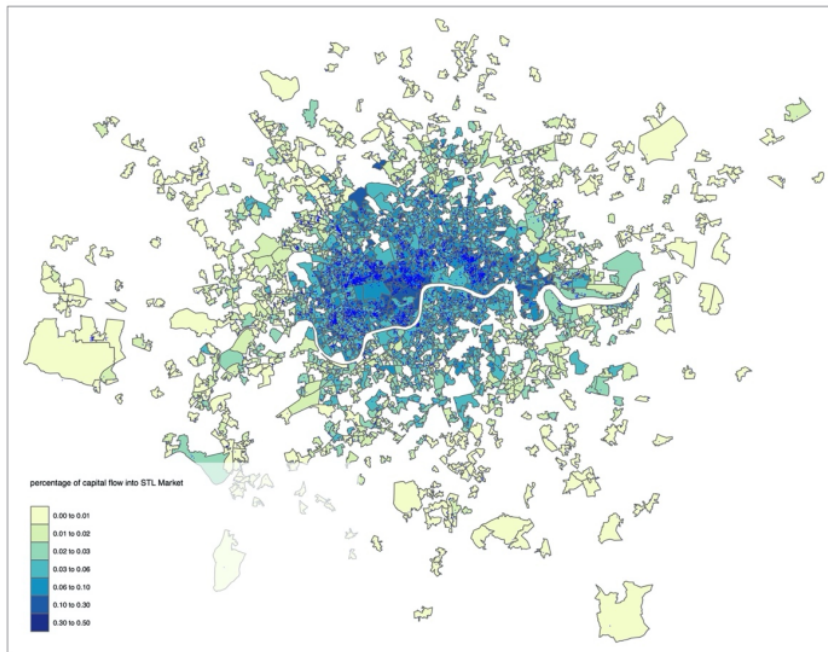 percentage of capital flow into STL Market
0.00 to 0.01
0.01 to 0.02
0.02 to 0.03
0.03 to 0.06
0.06 to 0.10
0.10 to 0.30
0.30 to 0.50